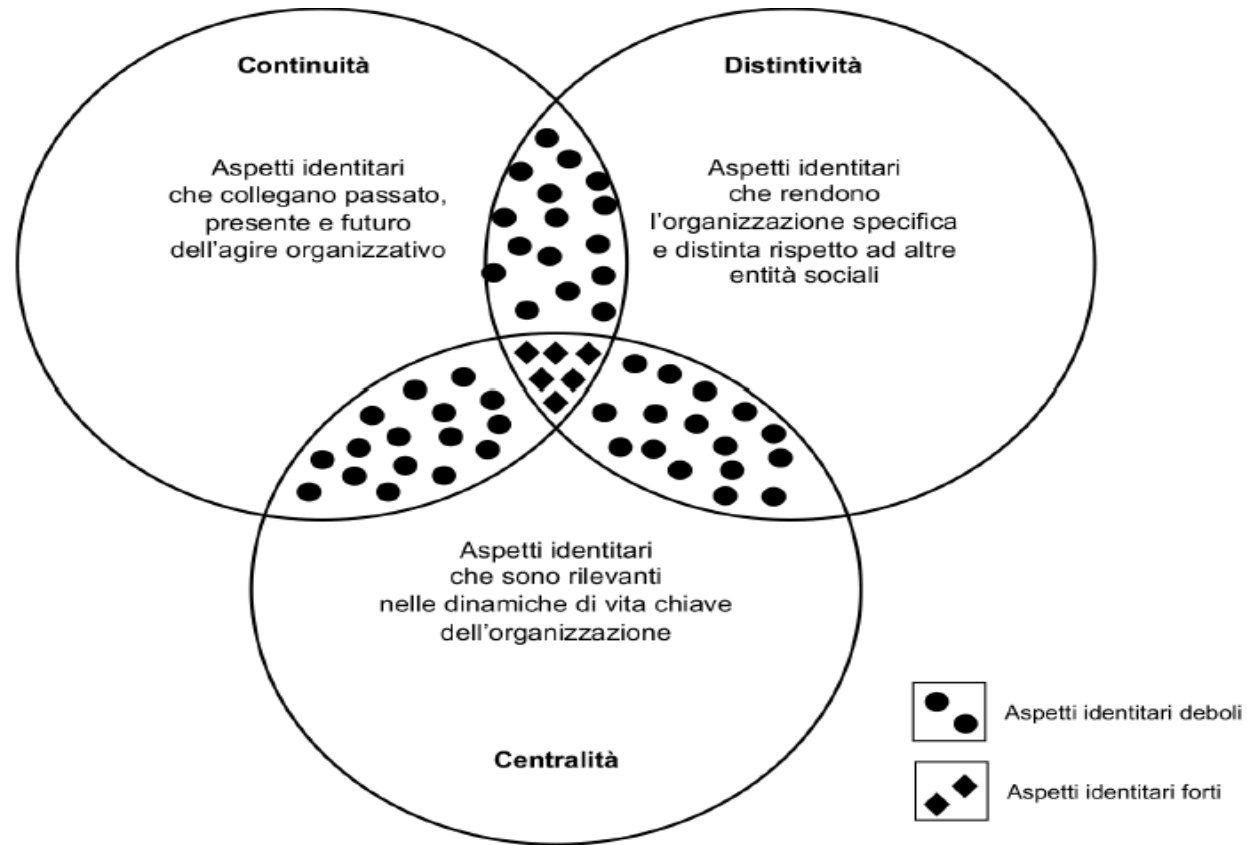 Continuità
Aspetti identitari
che collegano passato,
presente e futuro
dell'agire organizzativo
Distintività
Aspetti identitari
che rendono
l'organizzazione specifica
e distinta rispetto ad altre
entità sociali
Aspetti identitari
che sono rilevanti
nelle dinamiche di vita chiave
dell'organizzazione
Centralità
Aspetti identitari deboli
Aspetti identitari forti